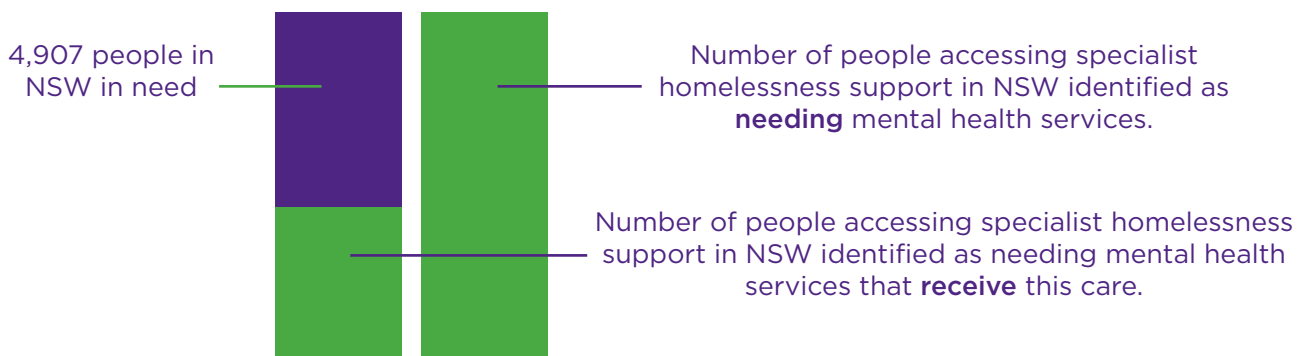 4,907 people in
NSW in need
Number of people accessing specialist
homelessness support in NSW identified as
needing mental health services.
Number of people accessing specialist homelessness
support in NSW identified as needing mental health
services that receive this care.